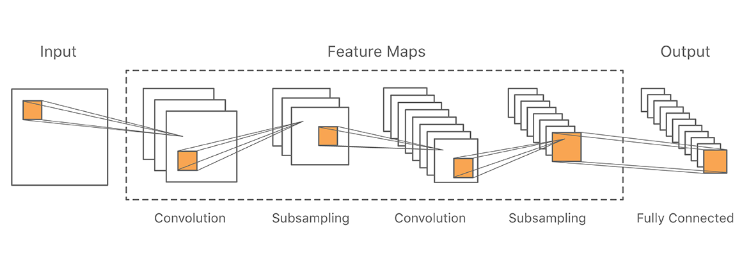 Input
Feature Maps
Output
Convolution
Subsampling
Convolution
Subsampling
Fully Connected